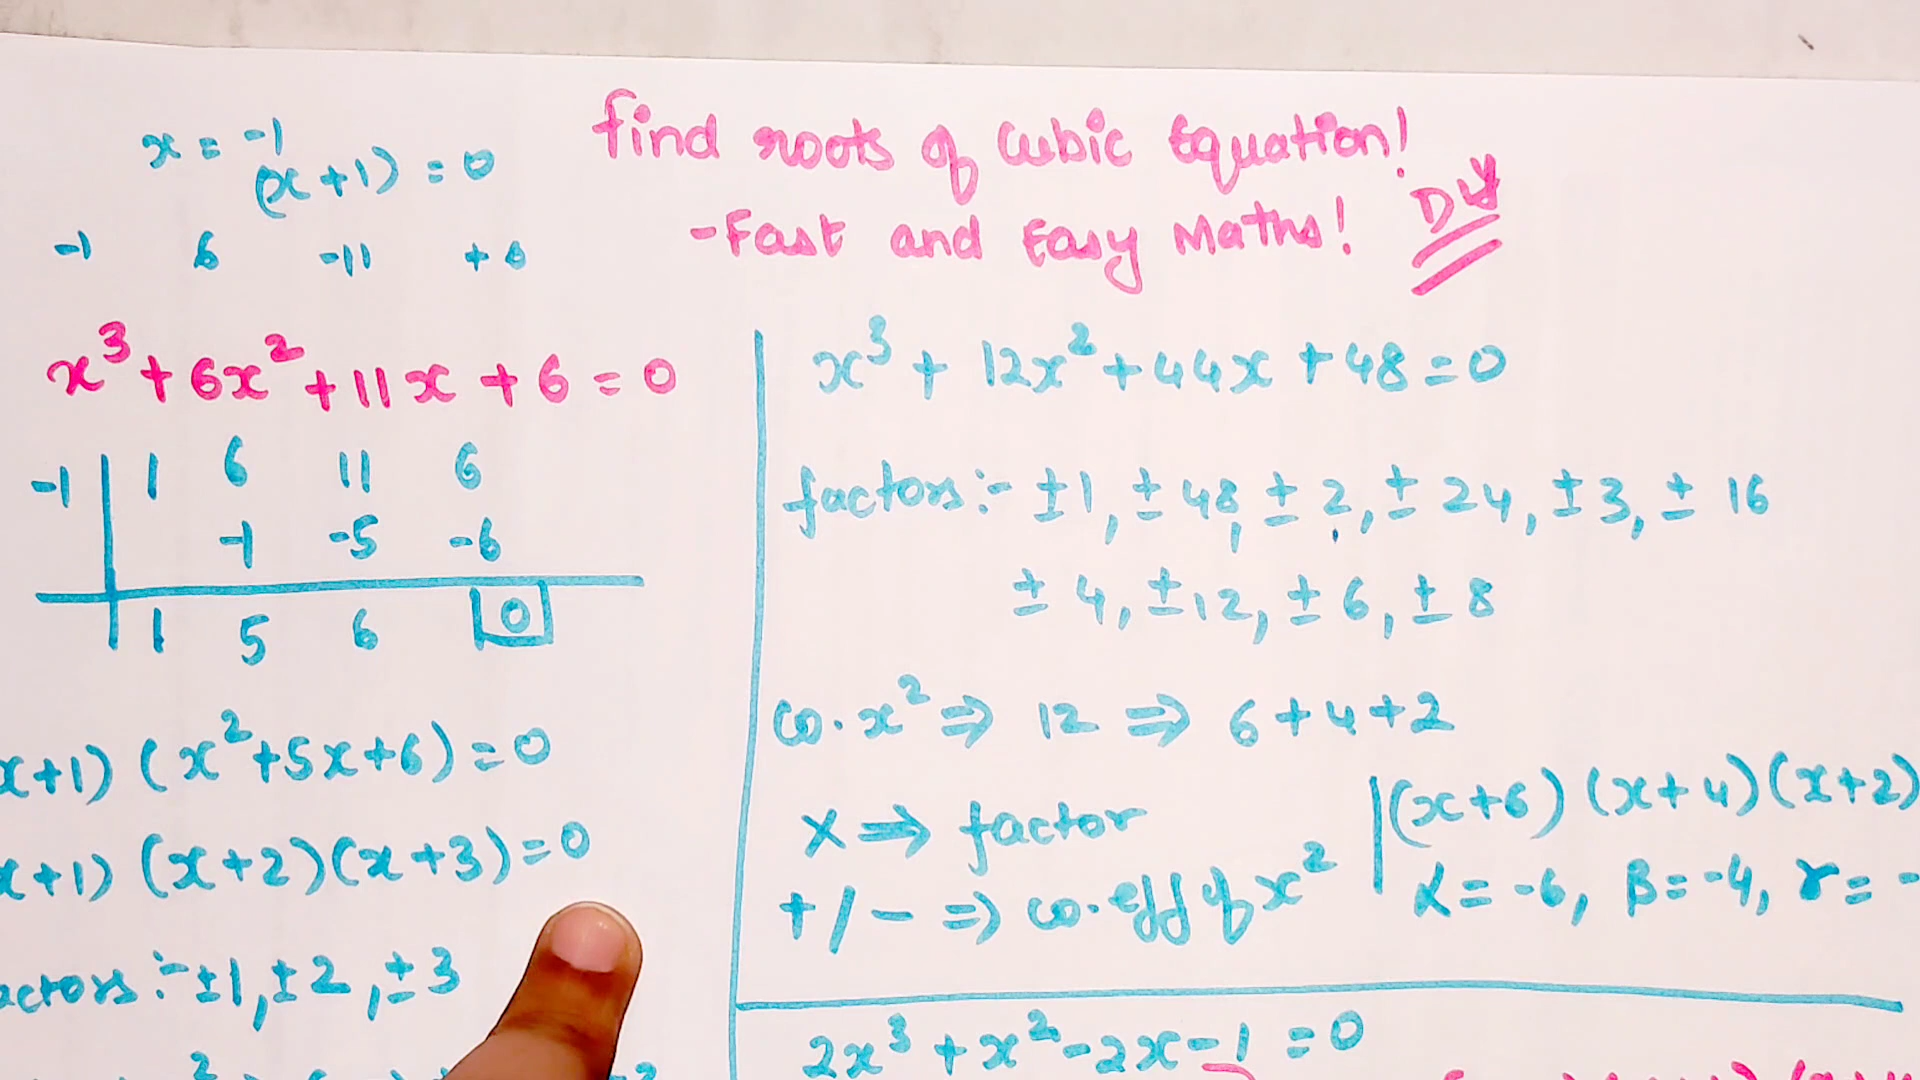 find roots of Cubic Equation!
-Fast and Easy Maths!
x = -1
(x+1) = 0
-1 6 -11 +6
x³ + 6x² + 11x + 6 = 0
-1 | 1 6 11 6
-1 -5 -6
1 5 6 0
x+1) (x²+5x+6) = 0
x+1) (x+2)(x+3) = 0
actors:- ±1, ±2, ±3
x³ + 12x² + 44x + 48 = 0
factors:- ±1, ±48, ±2, ±24, ±3, ±16
±4, ±12, ±6, ±8
co. x² ⇒ 12 ⇒ 6+4+2
x ⇒ factor
+/- ⇒ co.eff of x²
(x+6) (x+4) (x+2)
α = -6, β = -4, γ = -
2x³ + x² - 2x - 1 = 0